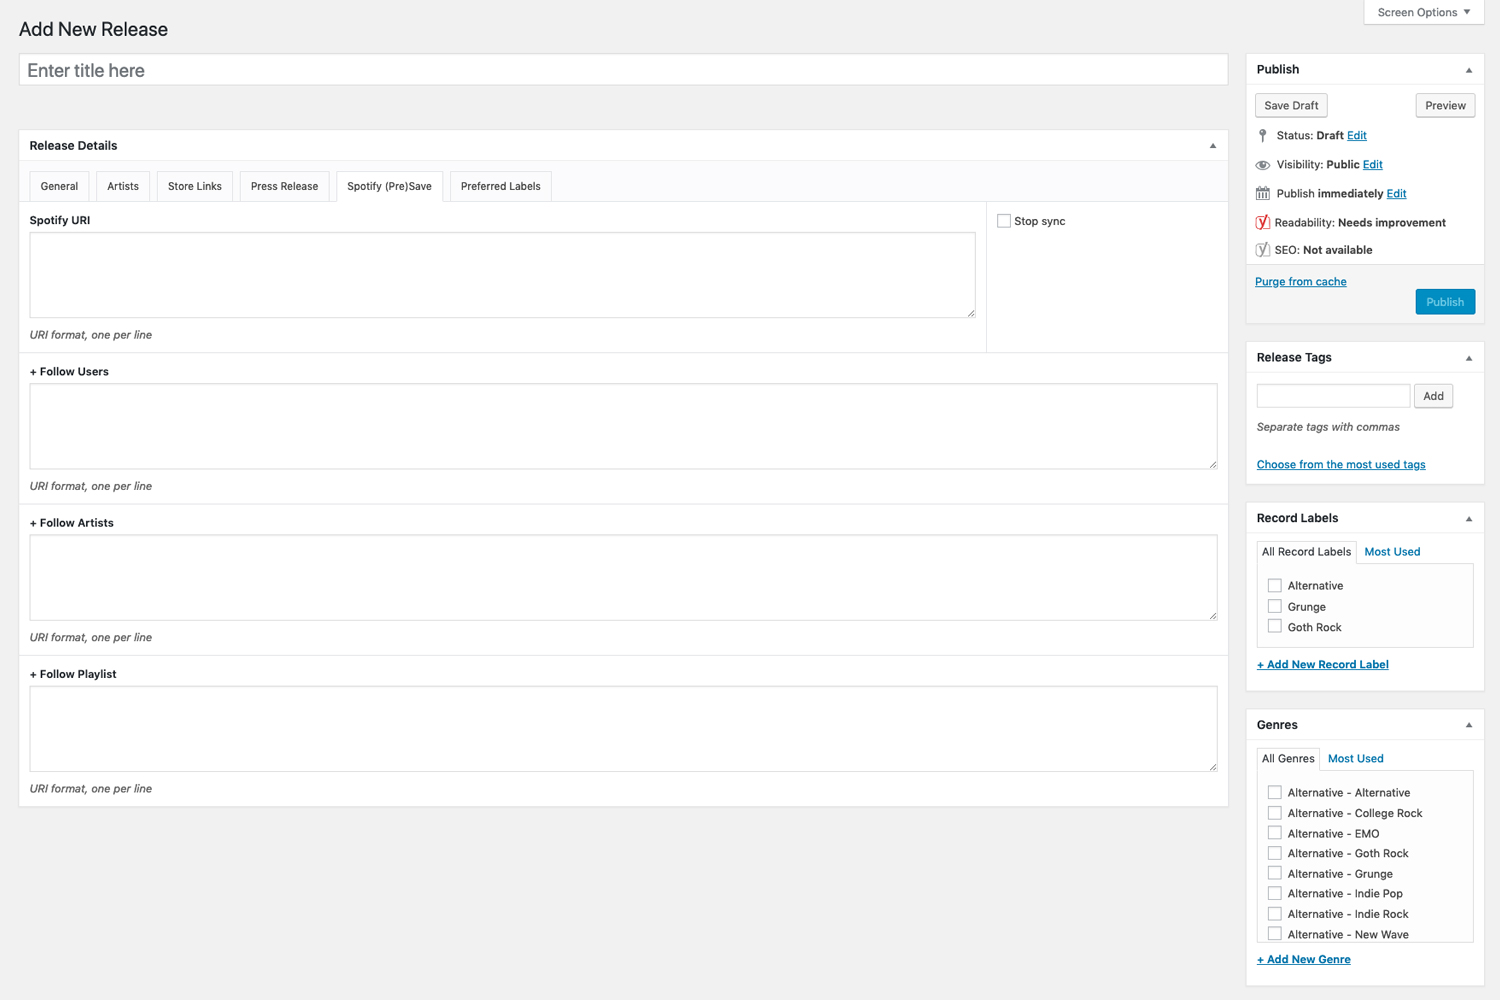 Screen Options
Add New Release
Enter title here
Release Details
General
Artists
Store Links
Press Release
Spotify (Pre)Save
Preferred Labels
Spotify URI
Stop sync
URI format, one per line
+ Follow Users
URI format, one per line
+ Follow Artists
URI format, one per line
+ Follow Playlist
URI format, one per line
Publish
Save Draft
Preview
Status: Draft Edit
Visibility: Public Edit
Publish immediately Edit
Readability: Needs improvement
SEO: Not available
Purge from cache
Publish
Release Tags
Add
Separate tags with commas
Choose from the most used tags
Record Labels
All Record Labels
Most Used
Alternative
Grunge
Goth Rock
+ Add New Record Label
Genres
All Genres
Most Used
Alternative - Alternative
Alternative - College Rock
Alternative - EMO
Alternative - Goth Rock
Alternative - Grunge
Alternative - Indie Pop
Alternative - Indie Rock
Alternative - New Wave
+ Add New Genre